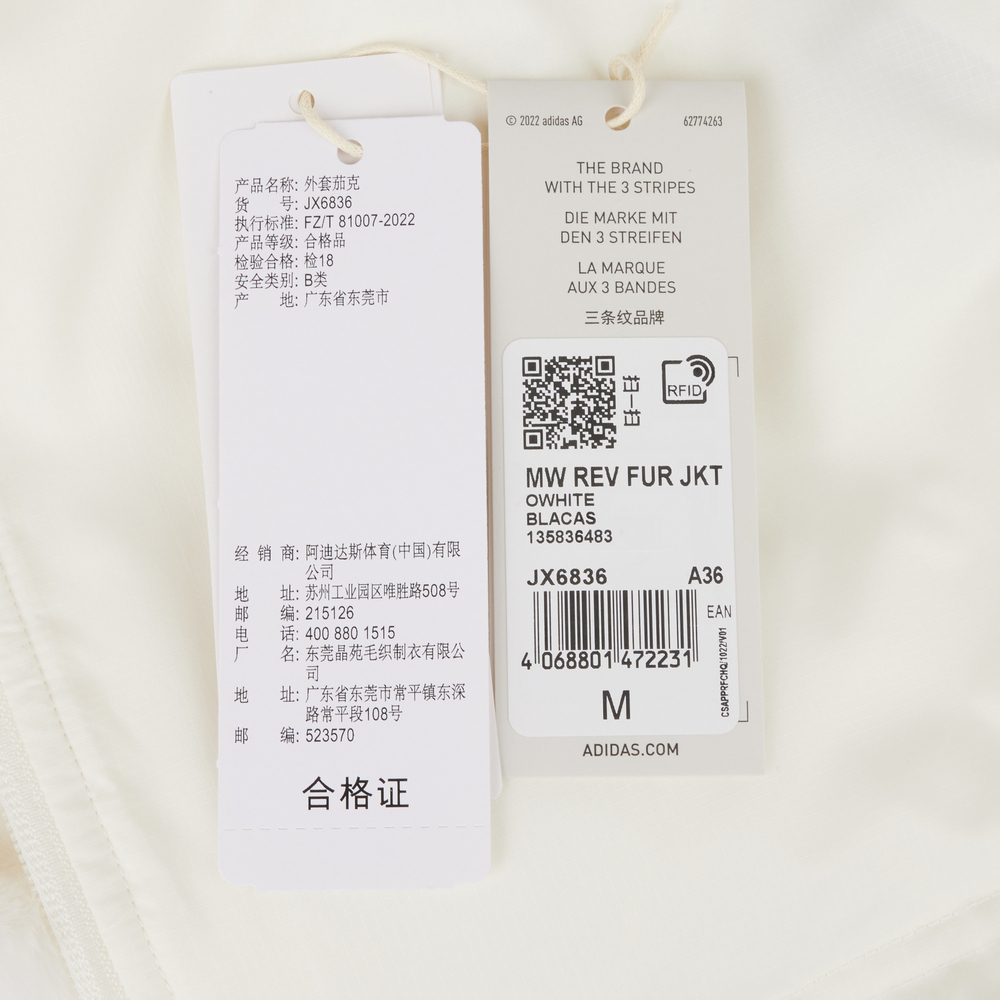 产品名称: 外套茄克
货 号: JX6836
执行标准: FZ/T 81007-2022
产品等级: 合格品
检验合格: 检18
安全类别: B类
产 地: 广东省东莞市
经 销 商: 阿迪达斯体育(中国)有限
公司
地 址: 苏州工业园区唯胜路508号
邮 编: 215126
电 话: 400 880 1515
厂 名: 东莞晶苑毛织制衣有限公
司
地 址: 广东省东莞市常平镇东深
路常平段108号
邮 编: 523570
合格证
© 2022 adidas AG 62774263
THE BRAND
WITH THE 3 STRIPES
DIE MARKE MIT
DEN 3 STREIFEN
LA MARQUE
AUX 3 BANDES
三条纹品牌
扫一扫
RFID
MW REV FUR JKT
OWHITE
BLACAS
135836483
JX6836 A36
EAN
4 068801 472231
CSAPPRFCHQ/1022/V01
M
ADIDAS.COM